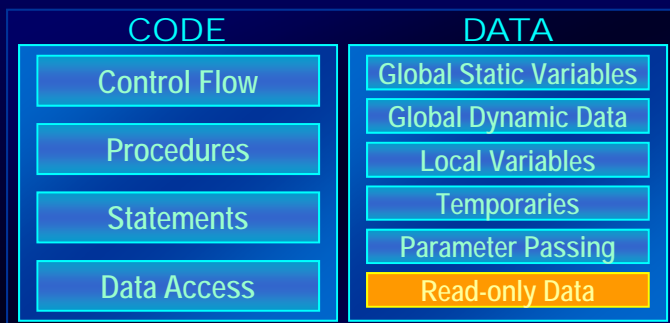 CODE
Control Flow
Procedures
Statements
Data Access
DATA
Global Static Variables
Global Dynamic Data
Local Variables
Temporaries
Parameter Passing
Read-only Data